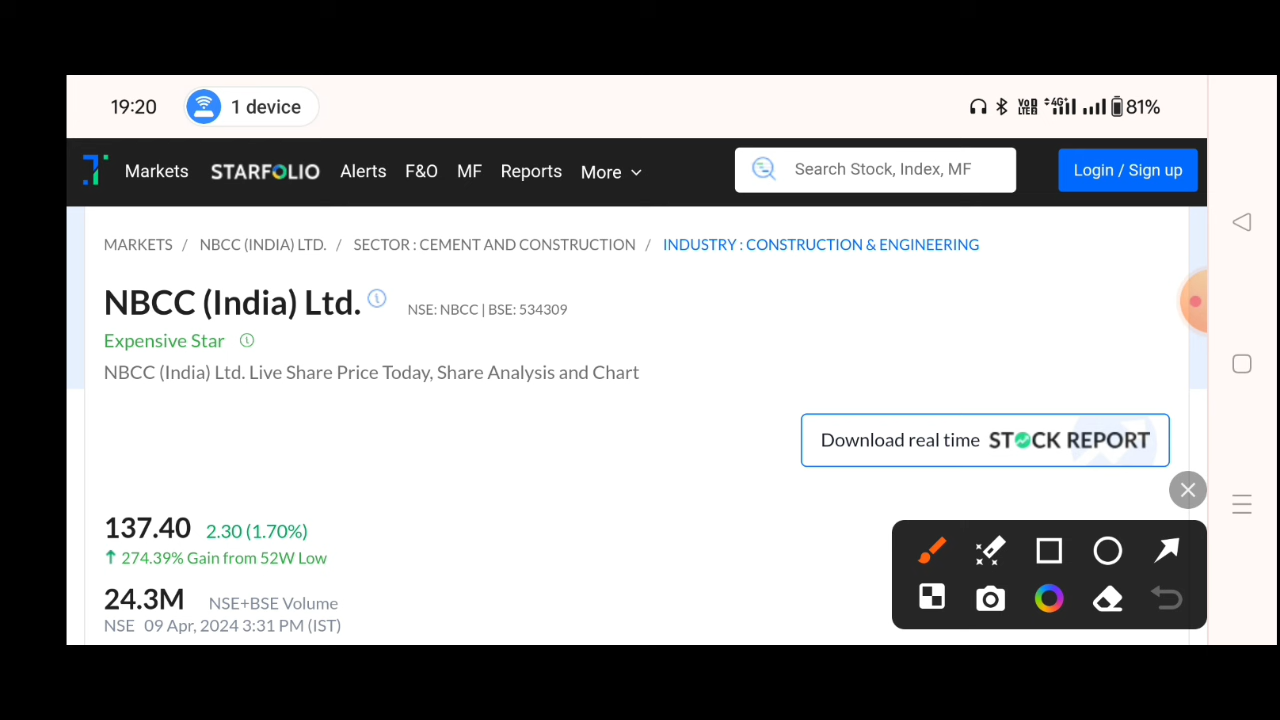 19:20 1 device VoD LTE2 4G+ 81%
Markets STARFOLIO Alerts F&O MF Reports More Search Stock, Index, MF Login / Sign up
MARKETS / NBCC (INDIA) LTD. / SECTOR : CEMENT AND CONSTRUCTION / INDUSTRY : CONSTRUCTION & ENGINEERING
NBCC (India) Ltd. NSE: NBCC | BSE: 534309
Expensive Star
NBCC (India) Ltd. Live Share Price Today, Share Analysis and Chart
Download real time STOCK REPORT
137.40 2.30 (1.70%)
↑ 274.39% Gain from 52W Low
24.3M NSE+BSE Volume
NSE 09 Apr, 2024 3:31 PM (IST)